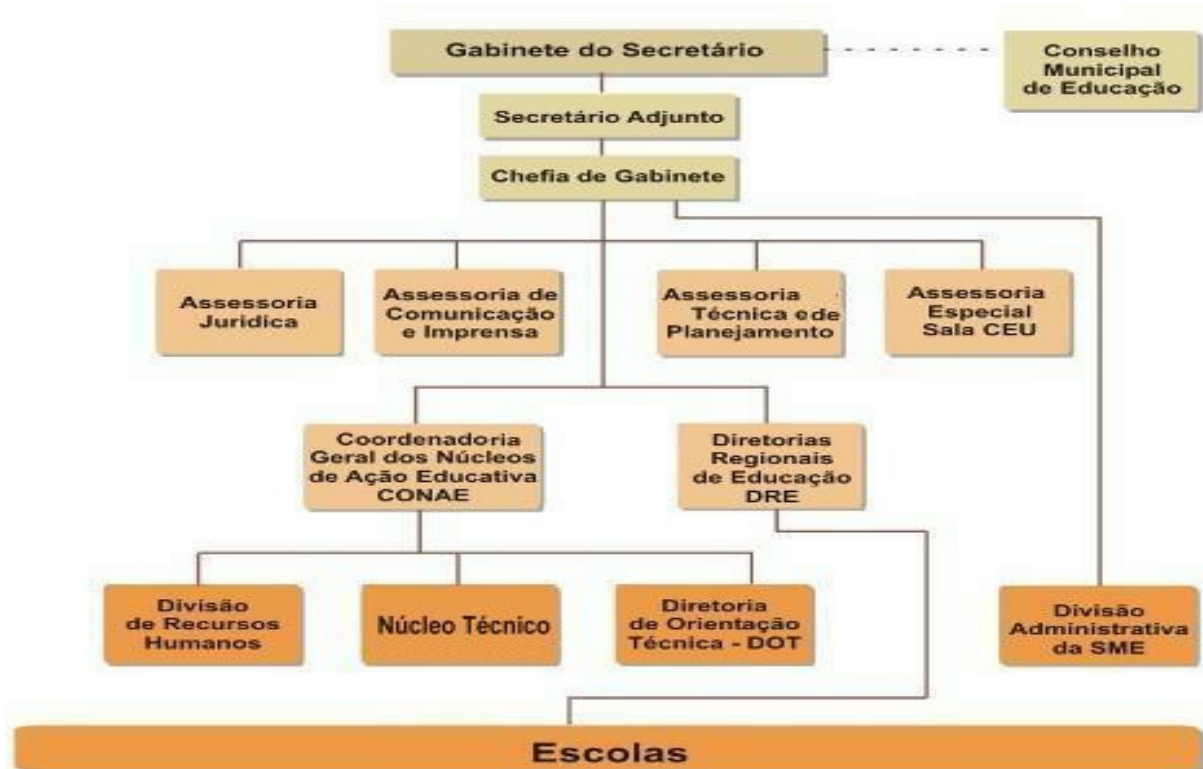 Gabinete do Secretário
Conselho
Municipal
de Educação
Secretário Adjunto
Chefia de Gabinete
Assessoria
Juridica
Assessoria de
Comunicação
e Imprensa
Assessoria
Técnica e de
Planejamento
Assessoria
Especial
Sala CEU
Coordenadoria
Geral dos Núcleos
de Ação Educativa
CONAE
Diretorias
Regionais
de Educação
DRE
Divisão
de Recursos
Humanos
Núcleo Técnico
Diretoria
de Orientação
Técnica - DOT
Divisão
Administrativa
da SME
Escolas